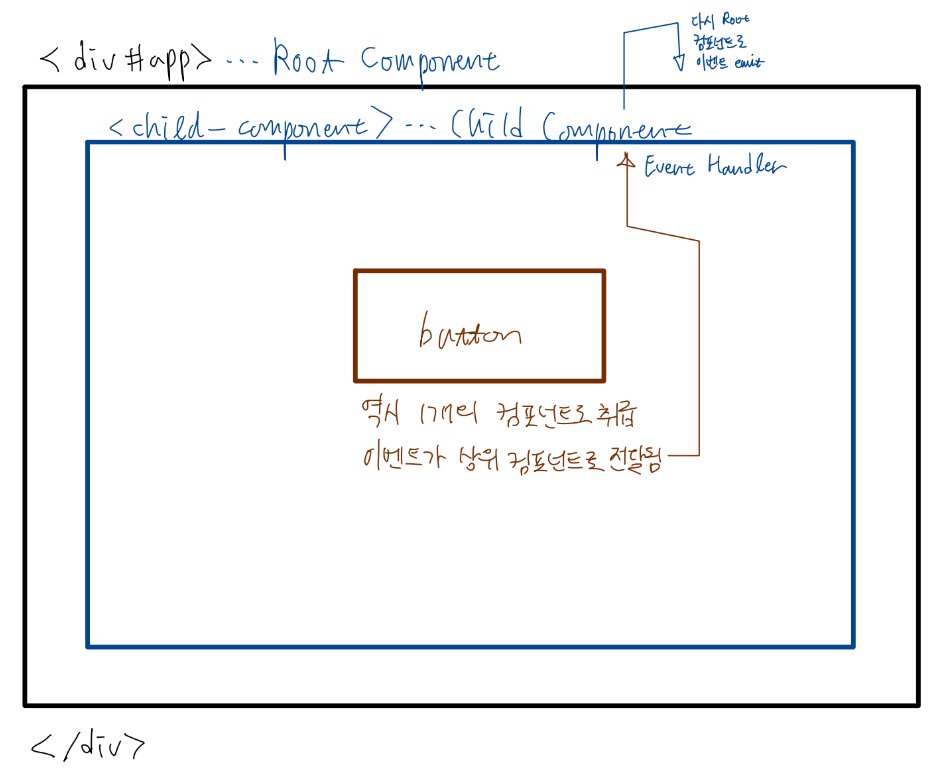 <div #app> ... Root Component
다시 Root
컴포넌트로
이벤트 emit
<child-component> ... Child Component
Event Handler
button
역시 1개의 컴포넌트로 취급
이벤트가 상위 컴포넌트로 전달됨
</div>